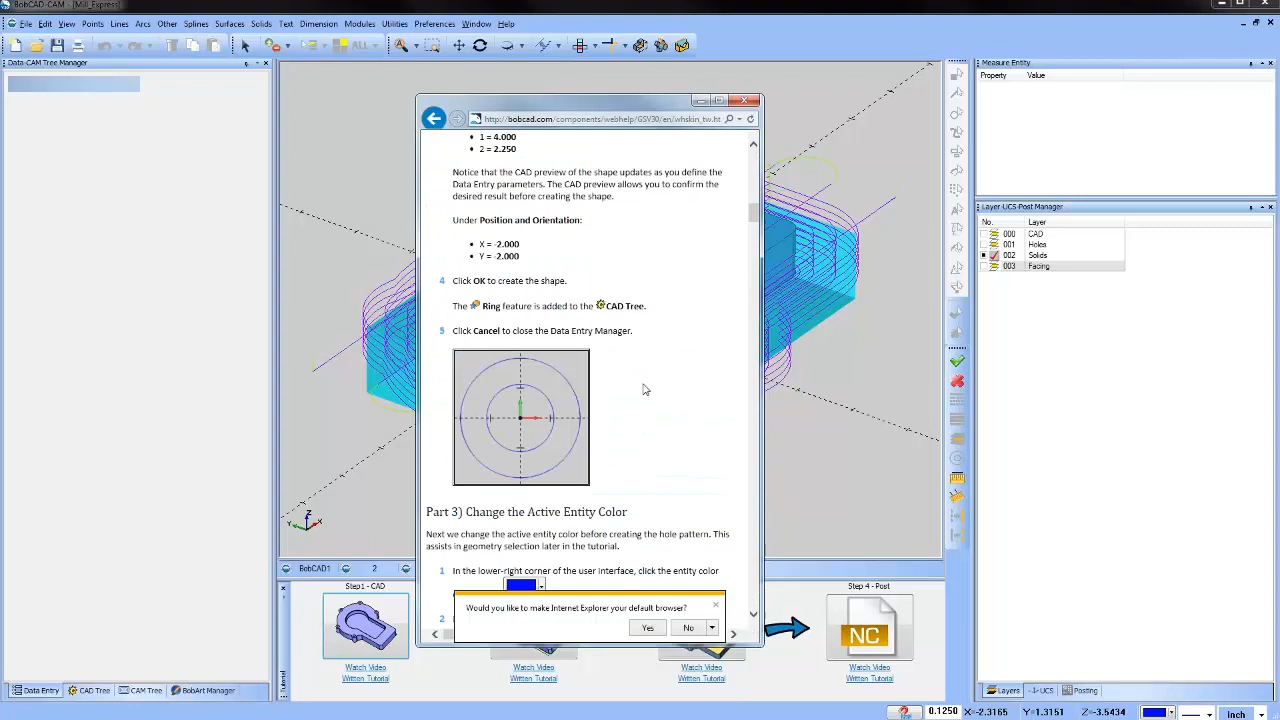 BobCAD-CAM - [Mill_Express]
File Edit View Points Lines Arcs Other Splines Surfaces Solids Text Dimension Modules Utilities Preferences Window Help
ALL
Data-CAM Tree Manager
Measure Entity
Property Value
http://bobcad.com/components/webhelp/GSV30/en/whskin_tw.ht
1 = 4.000
2 = 2.250
Notice that the CAD preview of the shape updates as you define the
Data Entry parameters. The CAD preview allows you to confirm the
desired result before creating the shape.
Under Position and Orientation:
X = -2.000
Y = -2.000
4 Click OK to create the shape.
The Ring feature is added to the CAD Tree.
5 Click Cancel to close the Data Entry Manager.
Part 3) Change the Active Entity Color
Next we change the active entity color before creating the hole pattern. This
assists in geometry selection later in the tutorial.
1 In the lower-right corner of the user interface, click the entity color
2
Would you like to make Internet Explorer your default browser?
Yes No
Layer-UCS-Post Manager
No. Layer
000 CAD
001 Holes
002 Solids
003 Facing
Z
Y X
BobCAD1 2
Step1 - CAD
Step 4 - Post
NC
Watch Video Watch Video Watch Video Watch Video
Written Tutorial Written Tutorial Written Tutorial Written Tutorial
Data Entry CAD Tree CAM Tree BobArt Manager
Layers UCS Posting
0.1250 X=-2.3165 Y=1.3151 Z=-3.5434 Inch